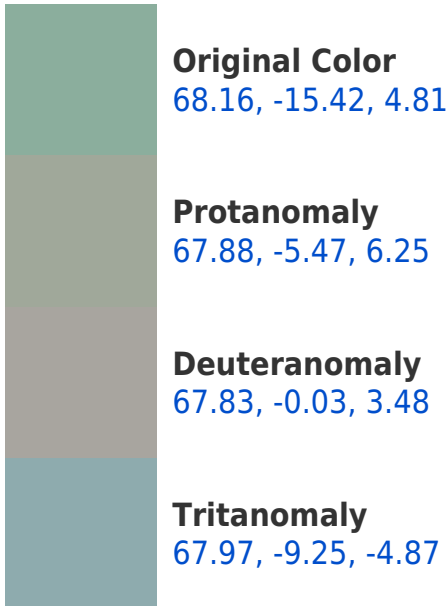 Original Color
68.16, -15.42, 4.81
Protanomaly
67.88, -5.47, 6.25
Deuteranomaly
67.83, -0.03, 3.48
Tritanomaly
67.97, -9.25, -4.87